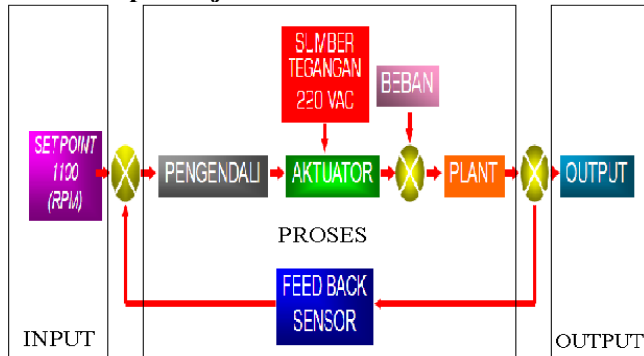 SUMBER
TEGANGAN
220 VAC
BEBAN
SETPOINT
1100
(RPM)
PENGENDALI
AKTUATOR
PLANT
OUTPUT
PROSES
FEED BACK
SENSOR
INPUT
OUTPUT